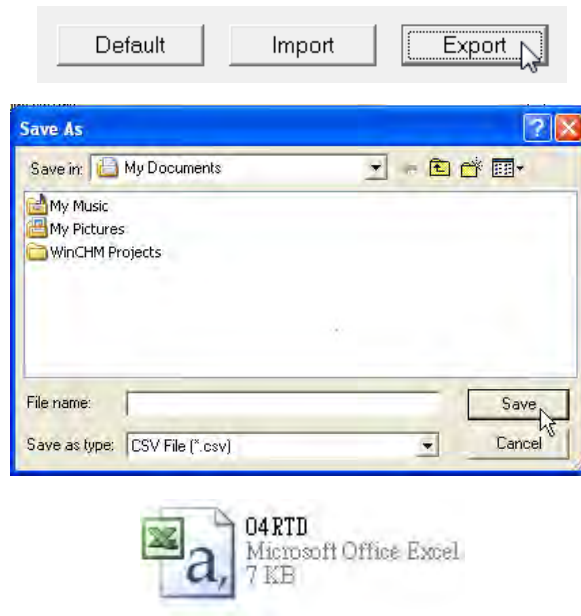 Default Import Export
Save As
Save in: My Documents
My Music
My Pictures
WinCHM Projects
File name: Save
Save as type: CSV File (*.csv) Cancel
04RTD
Microsoft Office Excel
7 KB